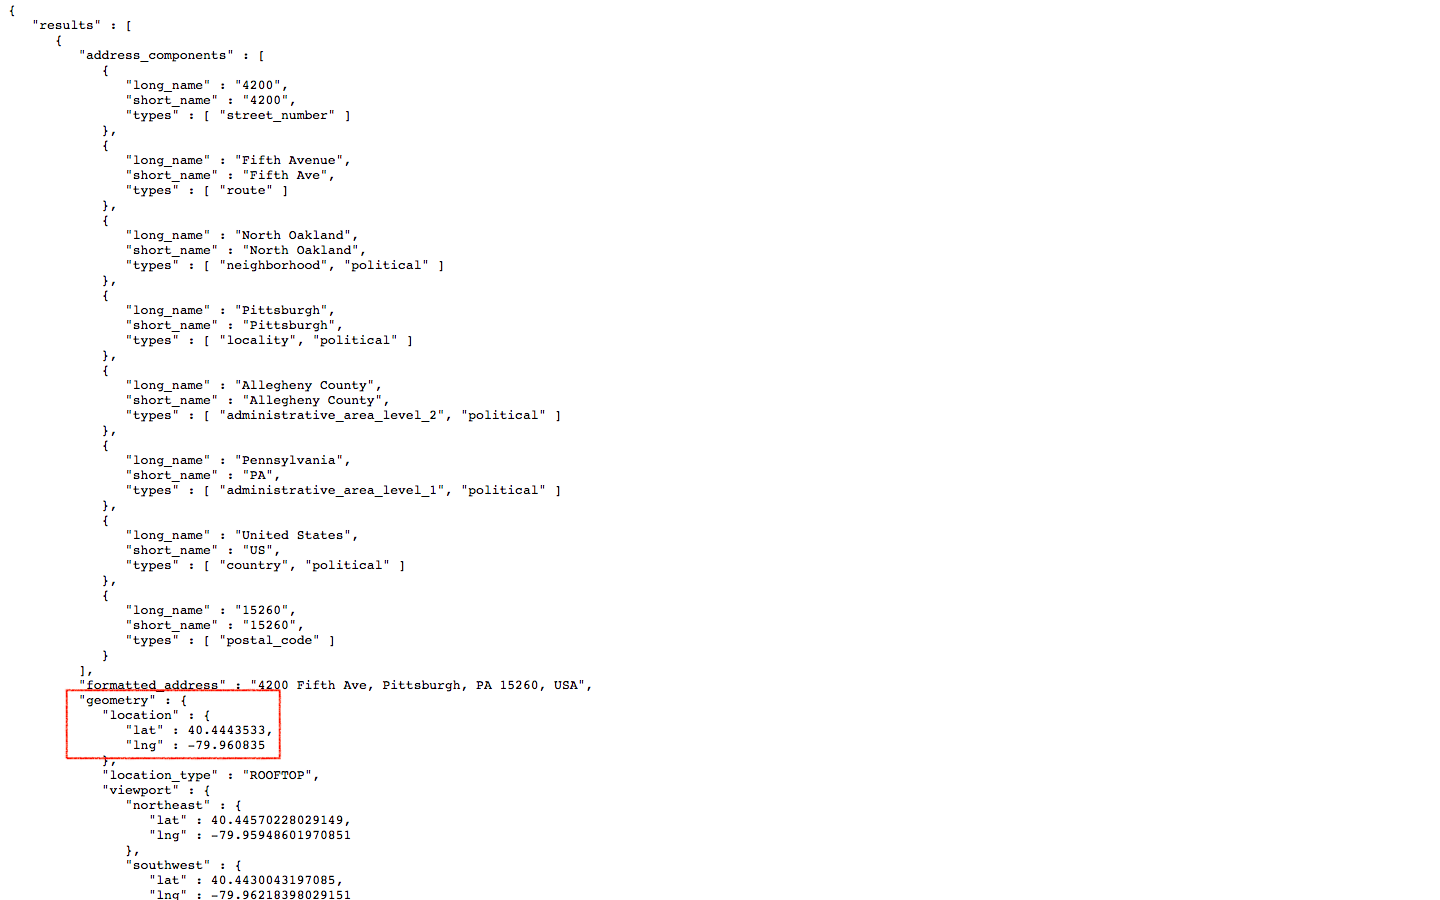 {
"results" : [
{
"address_components" : [
{
"long_name" : "4200",
"short_name" : "4200",
"types" : [ "street_number" ]
},
{
"long_name" : "Fifth Avenue",
"short_name" : "Fifth Ave",
"types" : [ "route" ]
},
{
"long_name" : "North Oakland",
"short_name" : "North Oakland",
"types" : [ "neighborhood", "political" ]
},
{
"long_name" : "Pittsburgh",
"short_name" : "Pittsburgh",
"types" : [ "locality", "political" ]
},
{
"long_name" : "Allegheny County",
"short_name" : "Allegheny County",
"types" : [ "administrative_area_level_2", "political" ]
},
{
"long_name" : "Pennsylvania",
"short_name" : "PA",
"types" : [ "administrative_area_level_1", "political" ]
},
{
"long_name" : "United States",
"short_name" : "US",
"types" : [ "country", "political" ]
},
{
"long_name" : "15260",
"short_name" : "15260",
"types" : [ "postal_code" ]
}
],
"formatted_address" : "4200 Fifth Ave, Pittsburgh, PA 15260, USA",
"geometry" : {
"location" : {
"lat" : 40.4443533,
"lng" : -79.960835
},
"location_type" : "ROOFTOP",
"viewport" : {
"northeast" : {
"lat" : 40.44570228029149,
"lng" : -79.95948601970851
},
"southwest" : {
"lat" : 40.4430043197085,
"lng" : -79.96218398029151